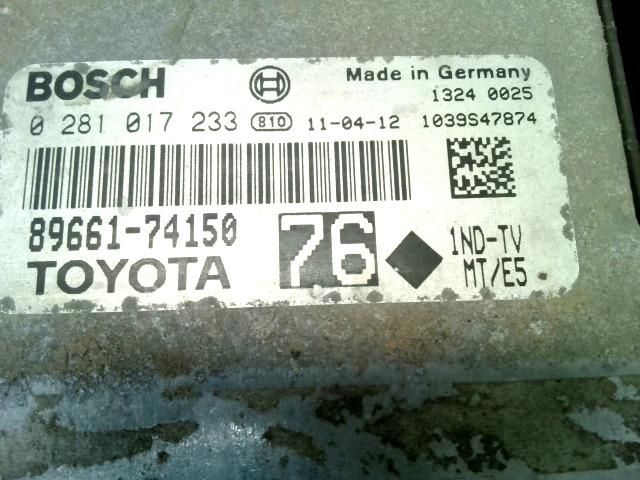 BOSCH
Made in Germany
1324 0025
0 281 017 233 810 11-04-12 1039S47874
89661-74150
TOYOTA
76
1ND-TV
MT/E5